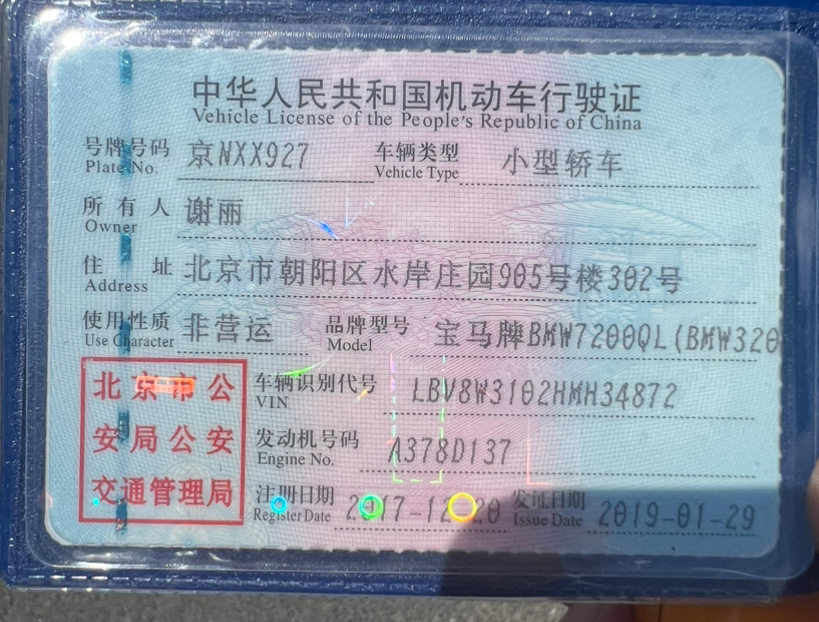 中华人民共和国机动车行驶证
Vehicle License of the People's Republic of China
号牌号码 京NXX927 车辆类型 小型轿车
Plate No. Vehicle Type
所有人 谢丽
Owner
住址 北京市朝阳区水岸庄园905号楼302号
Address
使用性质 非营运 品牌型号 宝马牌BMW7200QL(BMW320
Use Character Model
北京市公
安局公安
交通管理局
车辆识别代号 LBV8W3102HMH34872
VIN
发动机号码 A378D137
Engine No.
注册日期 2017-12-20 发证日期 2019-01-29
Register Date Issue Date